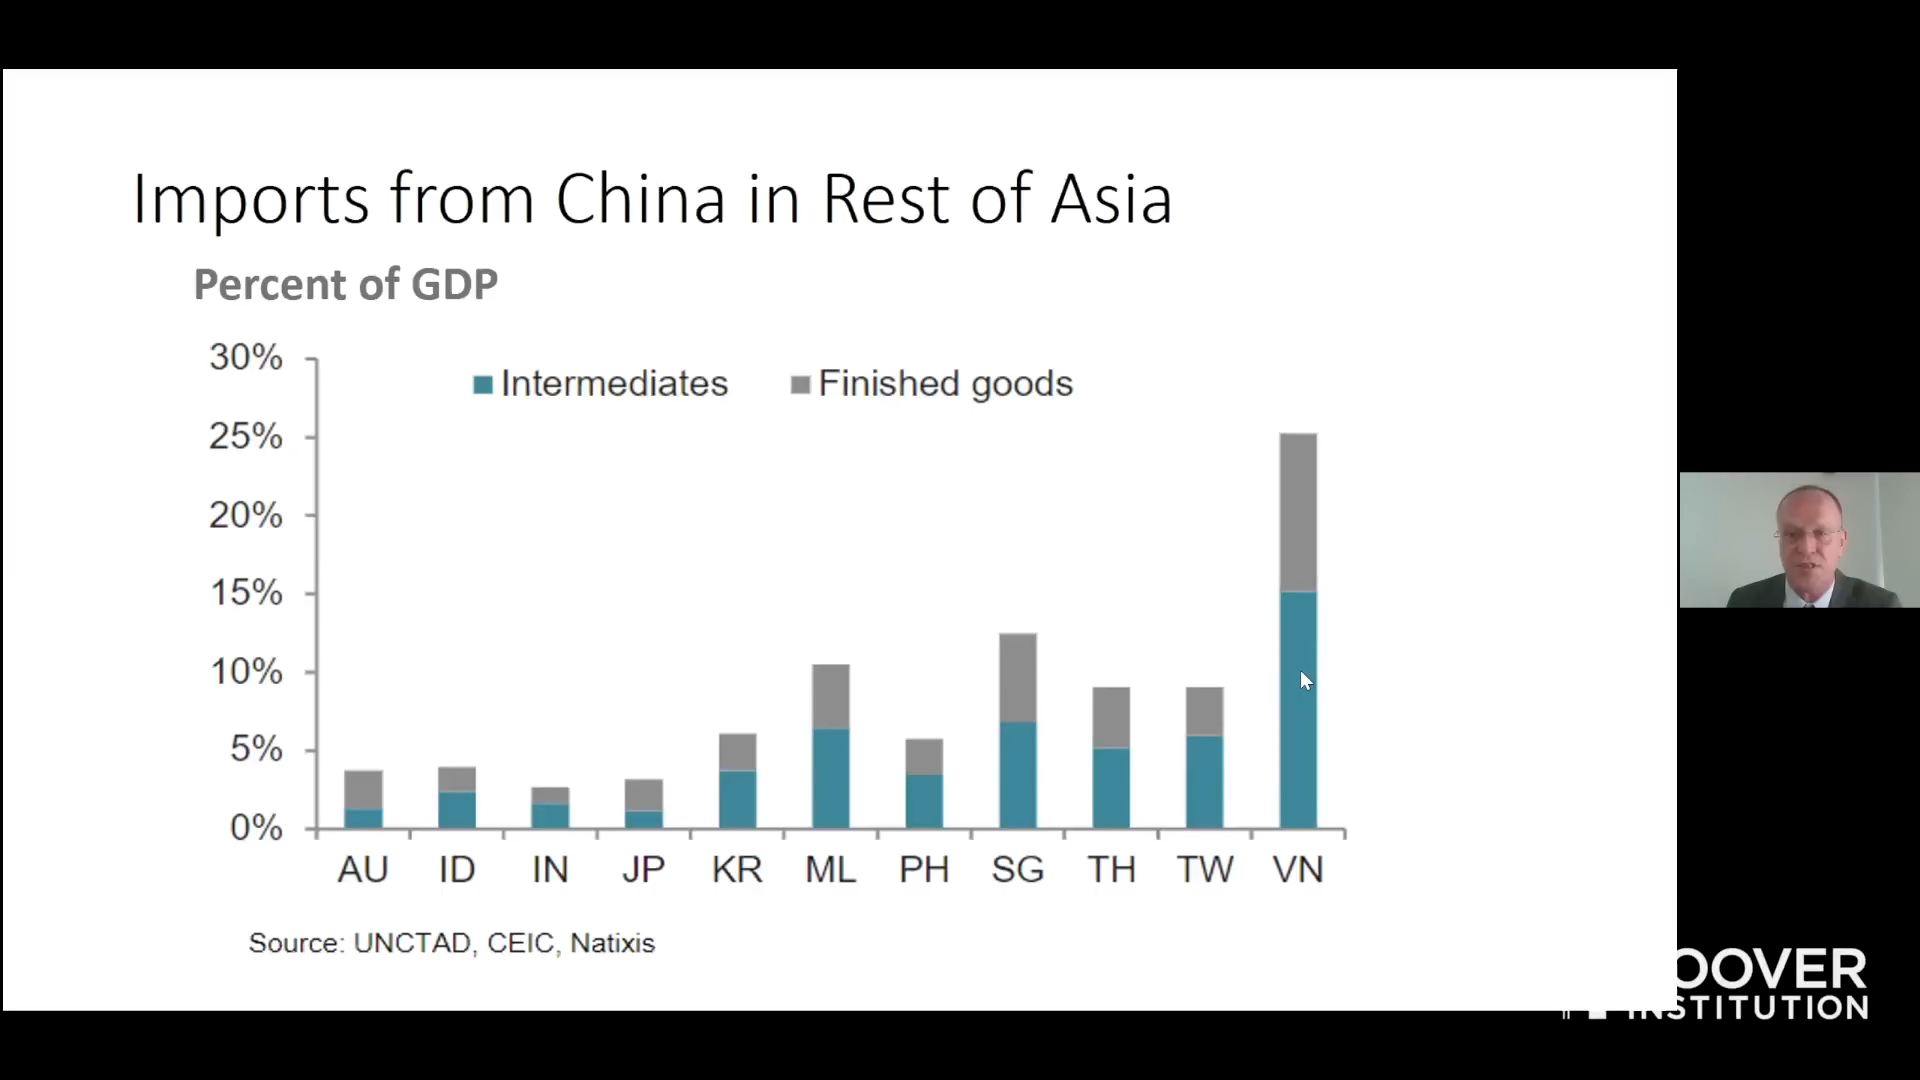 Imports from China in Rest of Asia
Percent of GDP
Intermediates Finished goods
30%
25%
20%
15%
10%
5%
0%
AU ID IN JP KR ML PH SG TH TW VN
Source: UNCTAD, CEIC, Natixis
OOVER
INSTITUTION